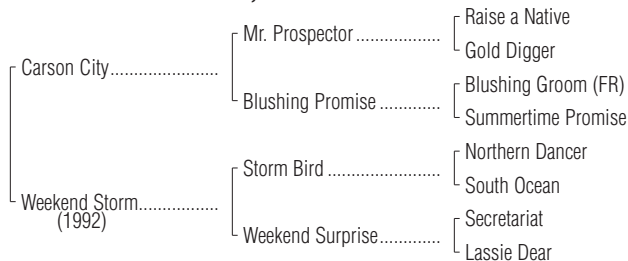 Raise a Native
Mr. Prospector ..................
Gold Digger
Carson City.......................
Blushing Groom (FR)
Blushing Promise .............
Summertime Promise
Northern Dancer
Storm Bird ........................
South Ocean
Weekend Storm.................
(1992)
Secretariat
Weekend Surprise.............
Lassie Dear